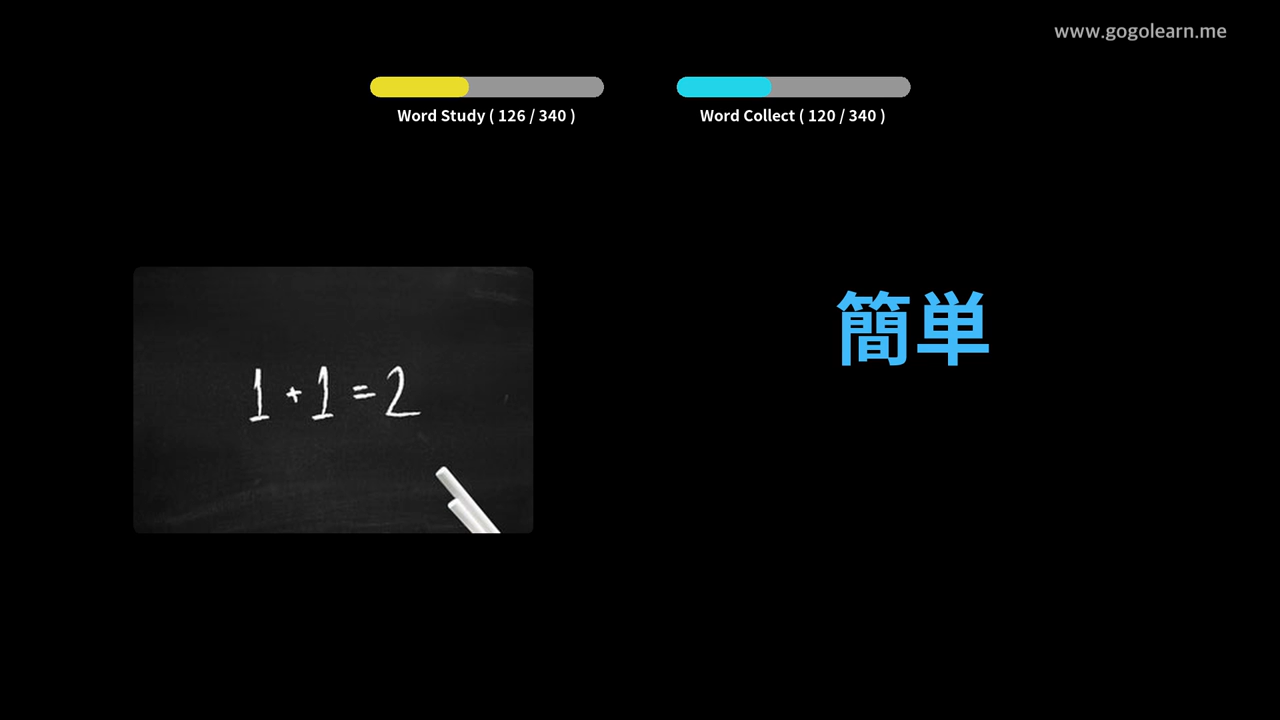 www.gogolearn.me
Word Study ( 126 / 340 )
Word Collect ( 120 / 340 )
1 + 1 = 2
簡単